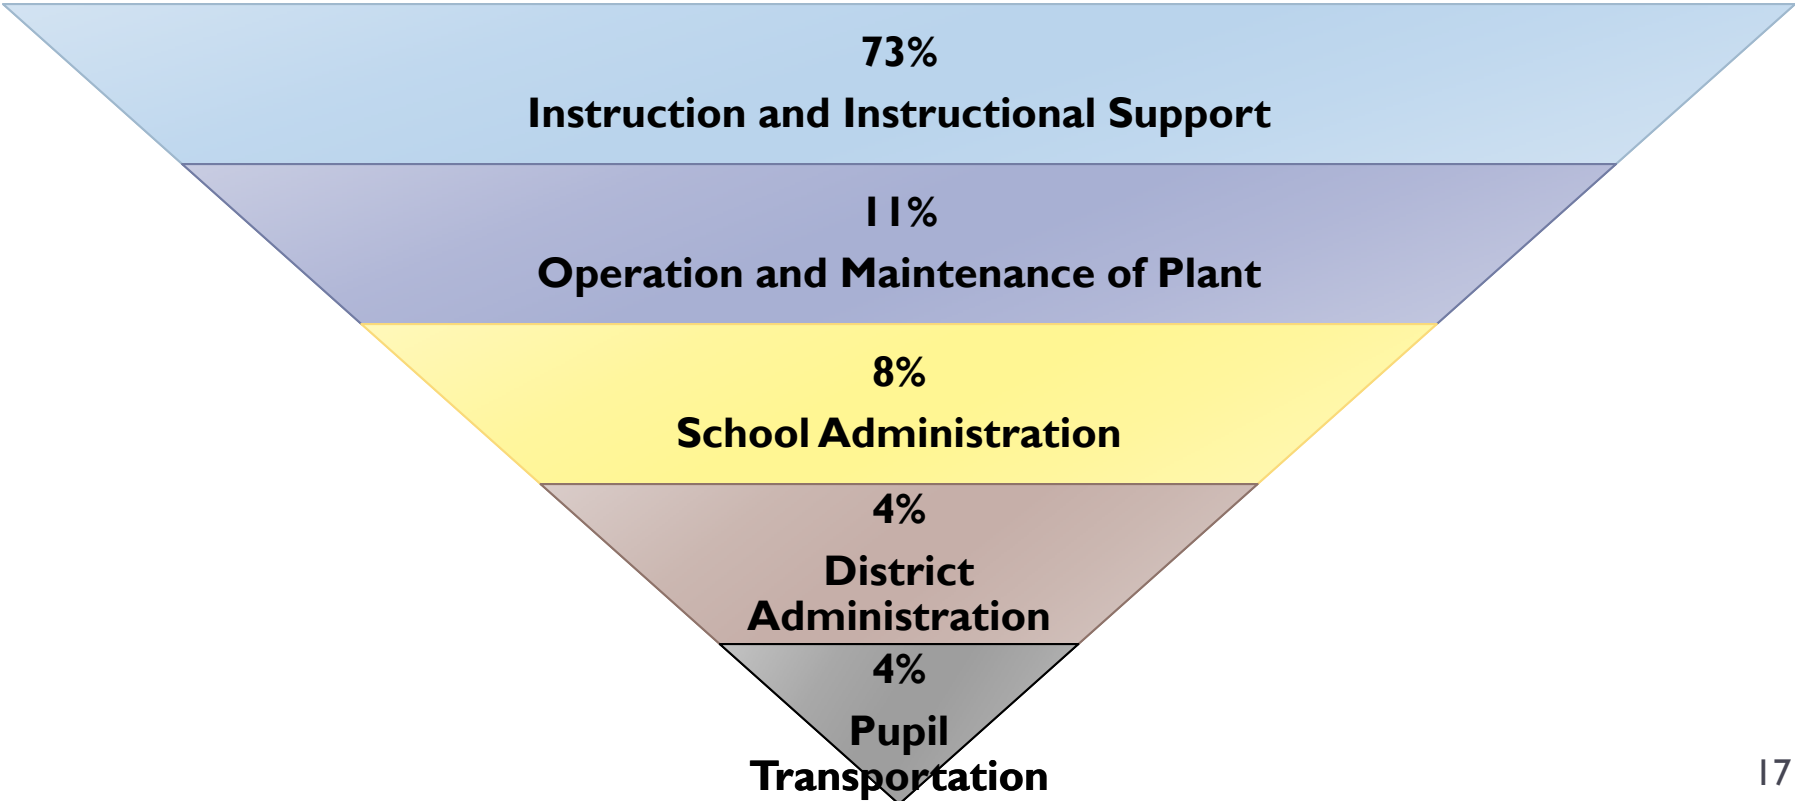 73%
Instruction and Instructional Support
11%
Operation and Maintenance of Plant
8%
School Administration
4%
District
Administration
4%
Pupil
Transportation
17